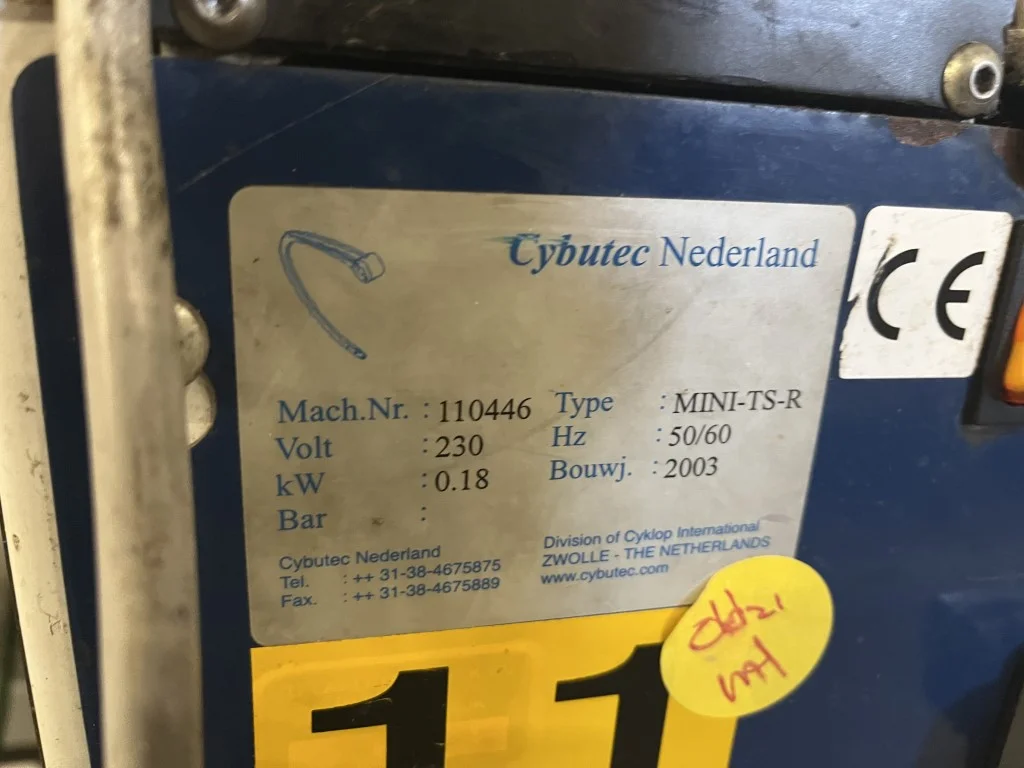 Cybutec Nederland
CE
Mach.Nr. : 110446 Type : MINI-TS-R
Volt : 230 Hz : 50/60
kW : 0.18 Bouwj. : 2003
Bar :
Cybutec Nederland
Tel. : ++ 31-38-4675875
Fax. : ++ 31-38-4675889
Division of Cyklop International
ZWOLLE - THE NETHERLANDS
www.cybutec.com
11